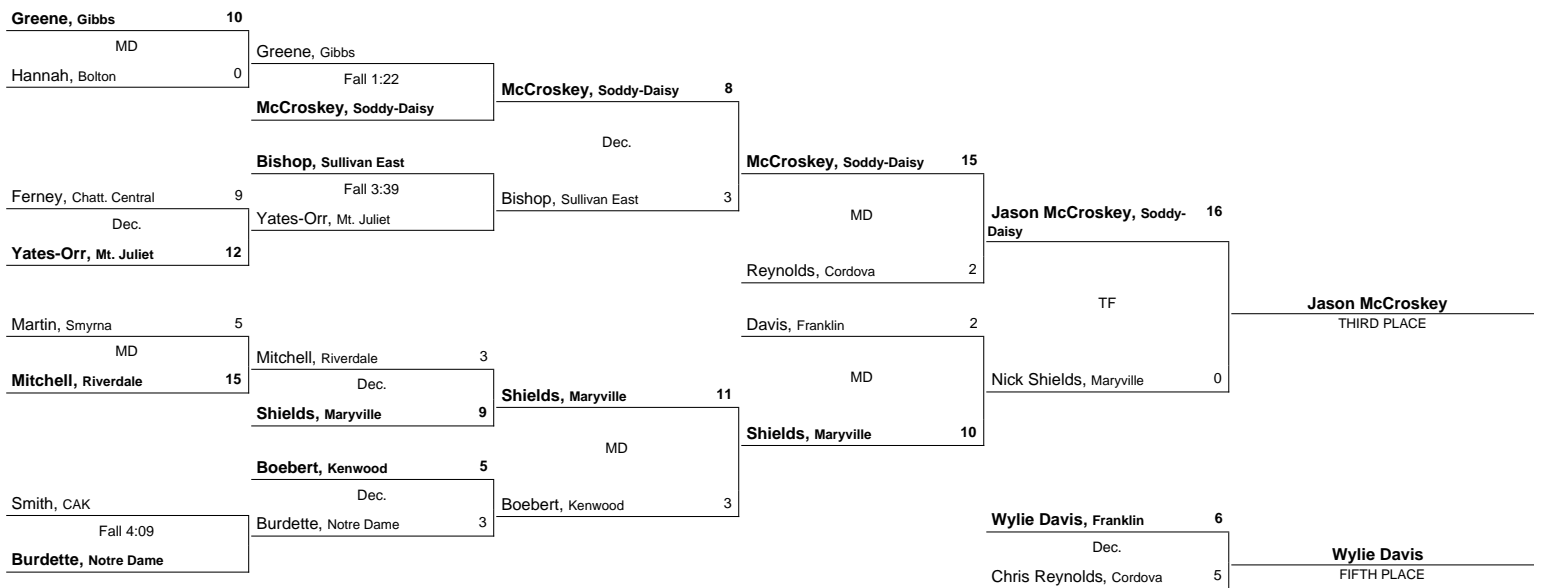 Greene, Gibbs 10
MD
Hannah, Bolton 0
Ferney, Chatt. Central 9
Dec.
Yates-Orr, Mt. Juliet 12
Martin, Smyrna 5
MD
Mitchell, Riverdale 15
Smith, CAK
Fall 4:09
Burdette, Notre Dame
Greene, Gibbs
Fall 1:22
McCroskey, Soddy-Daisy
Bishop, Sullivan East
Fall 3:39
Yates-Orr, Mt. Juliet
Mitchell, Riverdale 3
Dec.
Shields, Maryville 9
Boebert, Kenwood 5
Dec.
Burdette, Notre Dame 3
McCroskey, Soddy-Daisy 8
Dec.
Bishop, Sullivan East 3
Shields, Maryville 11
MD
Boebert, Kenwood 3
McCroskey, Soddy-Daisy 15
MD
Reynolds, Cordova 2
Davis, Franklin 2
MD
Shields, Maryville 10
Jason McCroskey, Soddy- 16
Daisy
TF
Nick Shields, Maryville 0
Jason McCroskey
THIRD PLACE
Wylie Davis, Franklin 6
Dec.
Chris Reynolds, Cordova 5
Wylie Davis
FIFTH PLACE